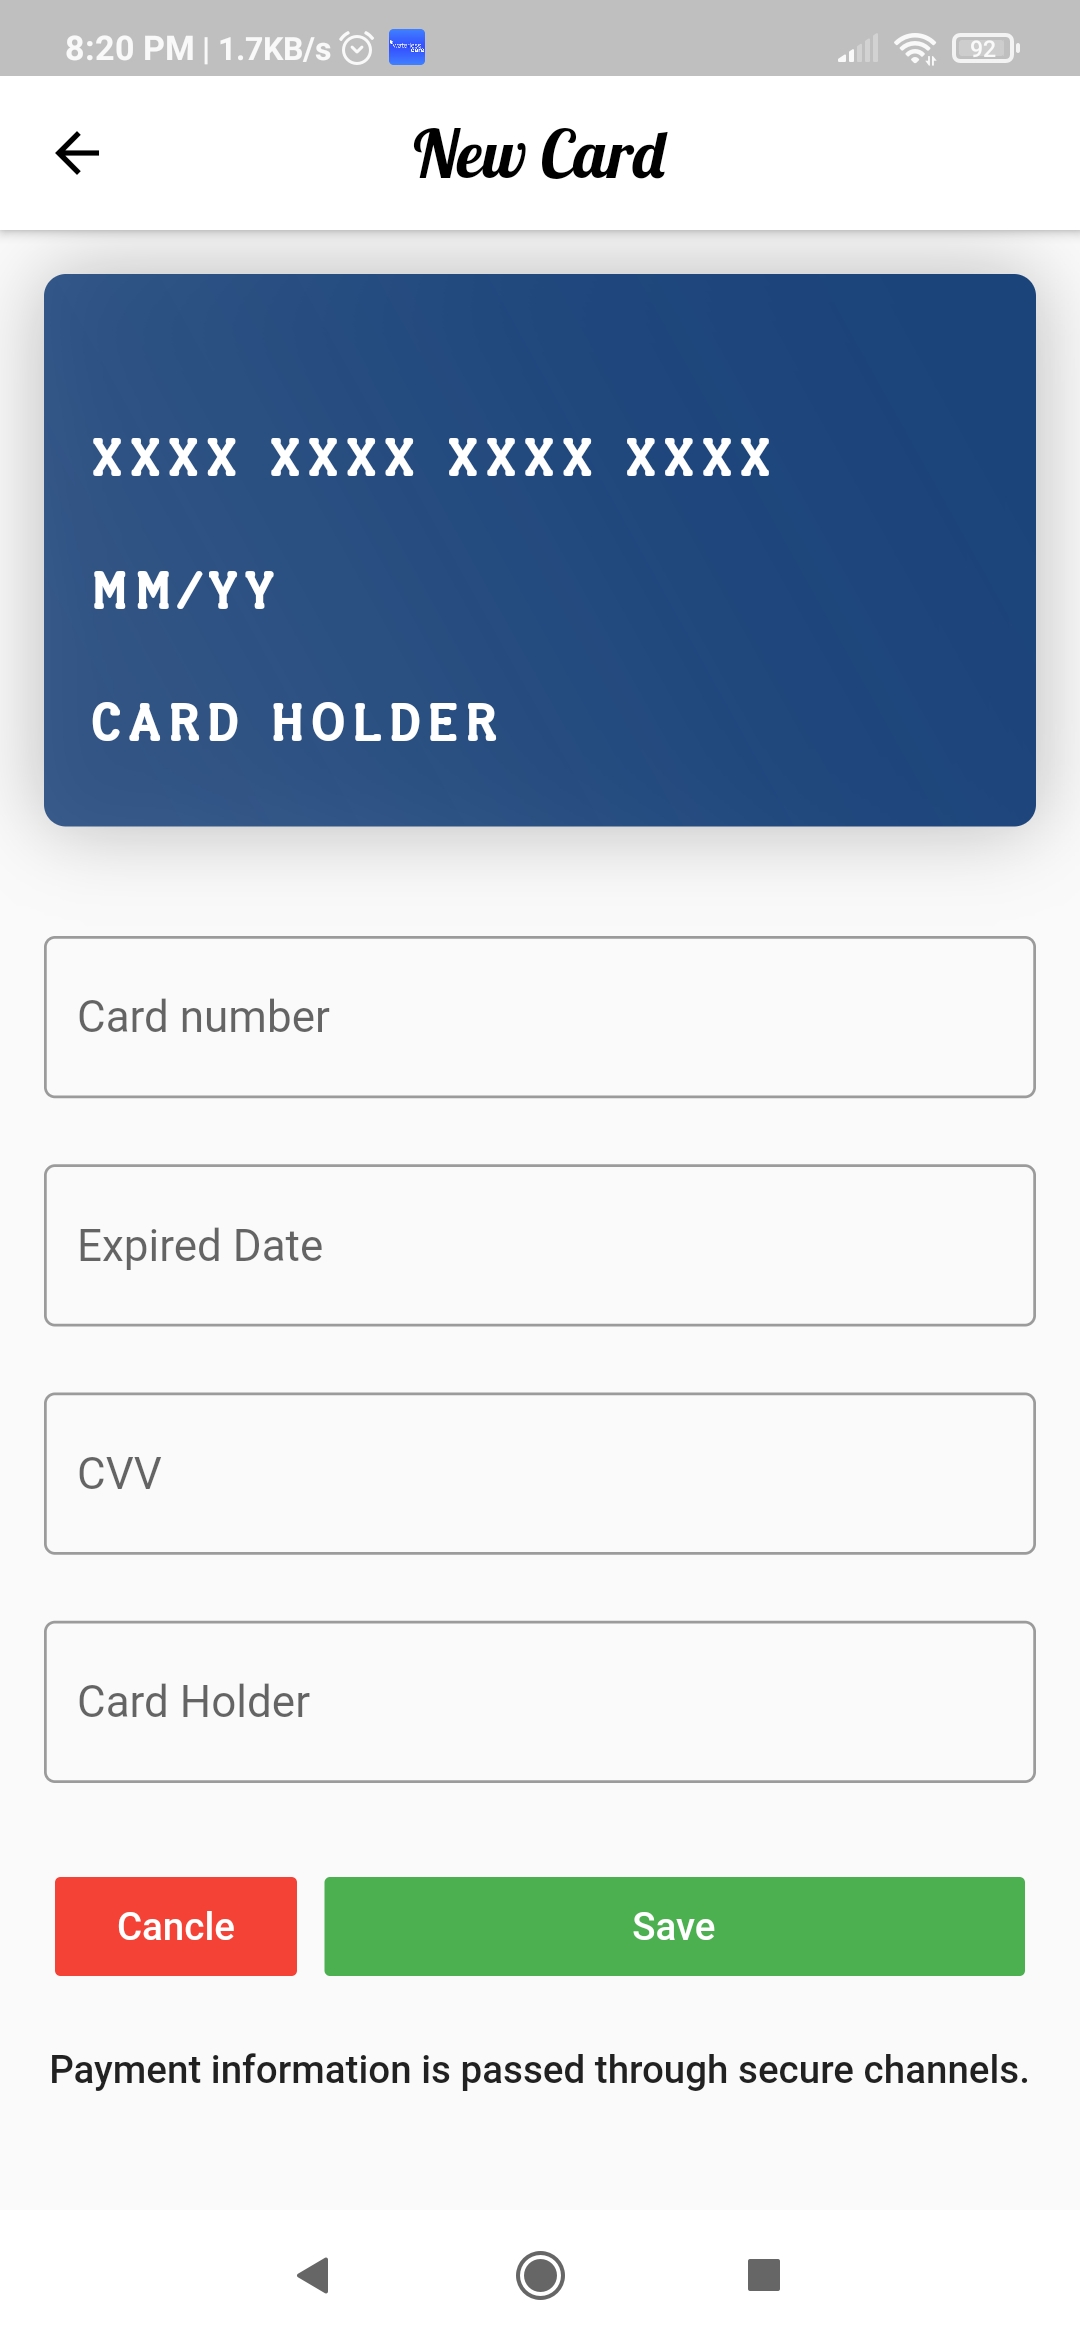 8:20 PM | 1.7KB/s
92
New Card
XXXX XXXX XXXX XXXX
MM/YY
CARD HOLDER
Card number
Expired Date
CVV
Card Holder
Cancle
Save
Payment information is passed through secure channels.